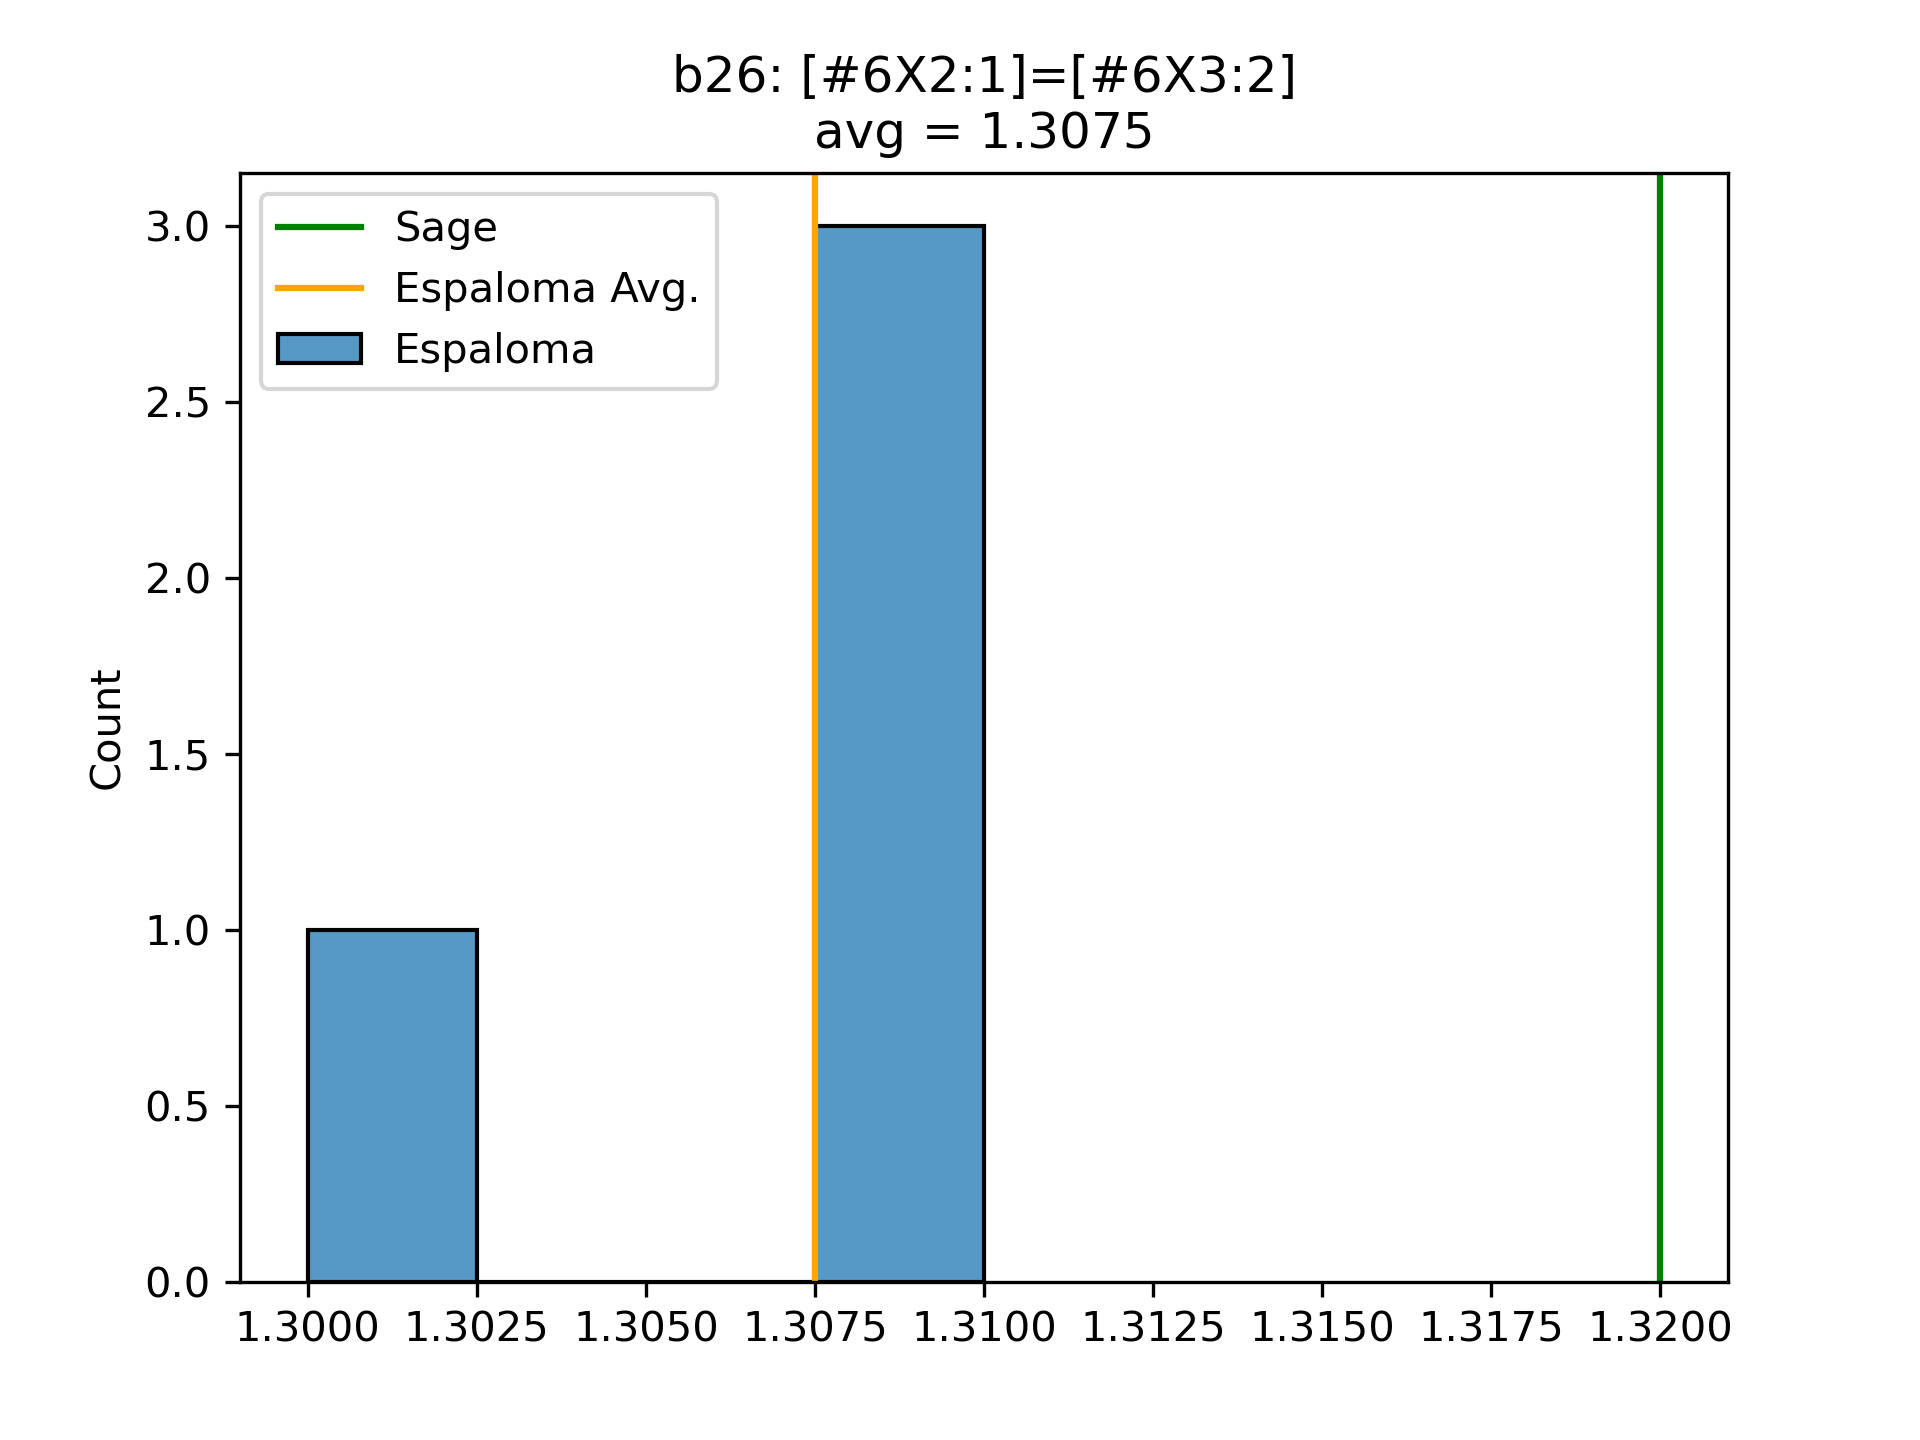 b26: [#6X2:1]=[#6X3:2]
avg = 1.3075
Sage
Espaloma Avg.
Espaloma
3.0
2.5
2.0
1.5
1.0
0.5
0.0
Count
1.3000 1.3025 1.3050 1.3075 1.3100 1.3125 1.3150 1.3175 1.3200